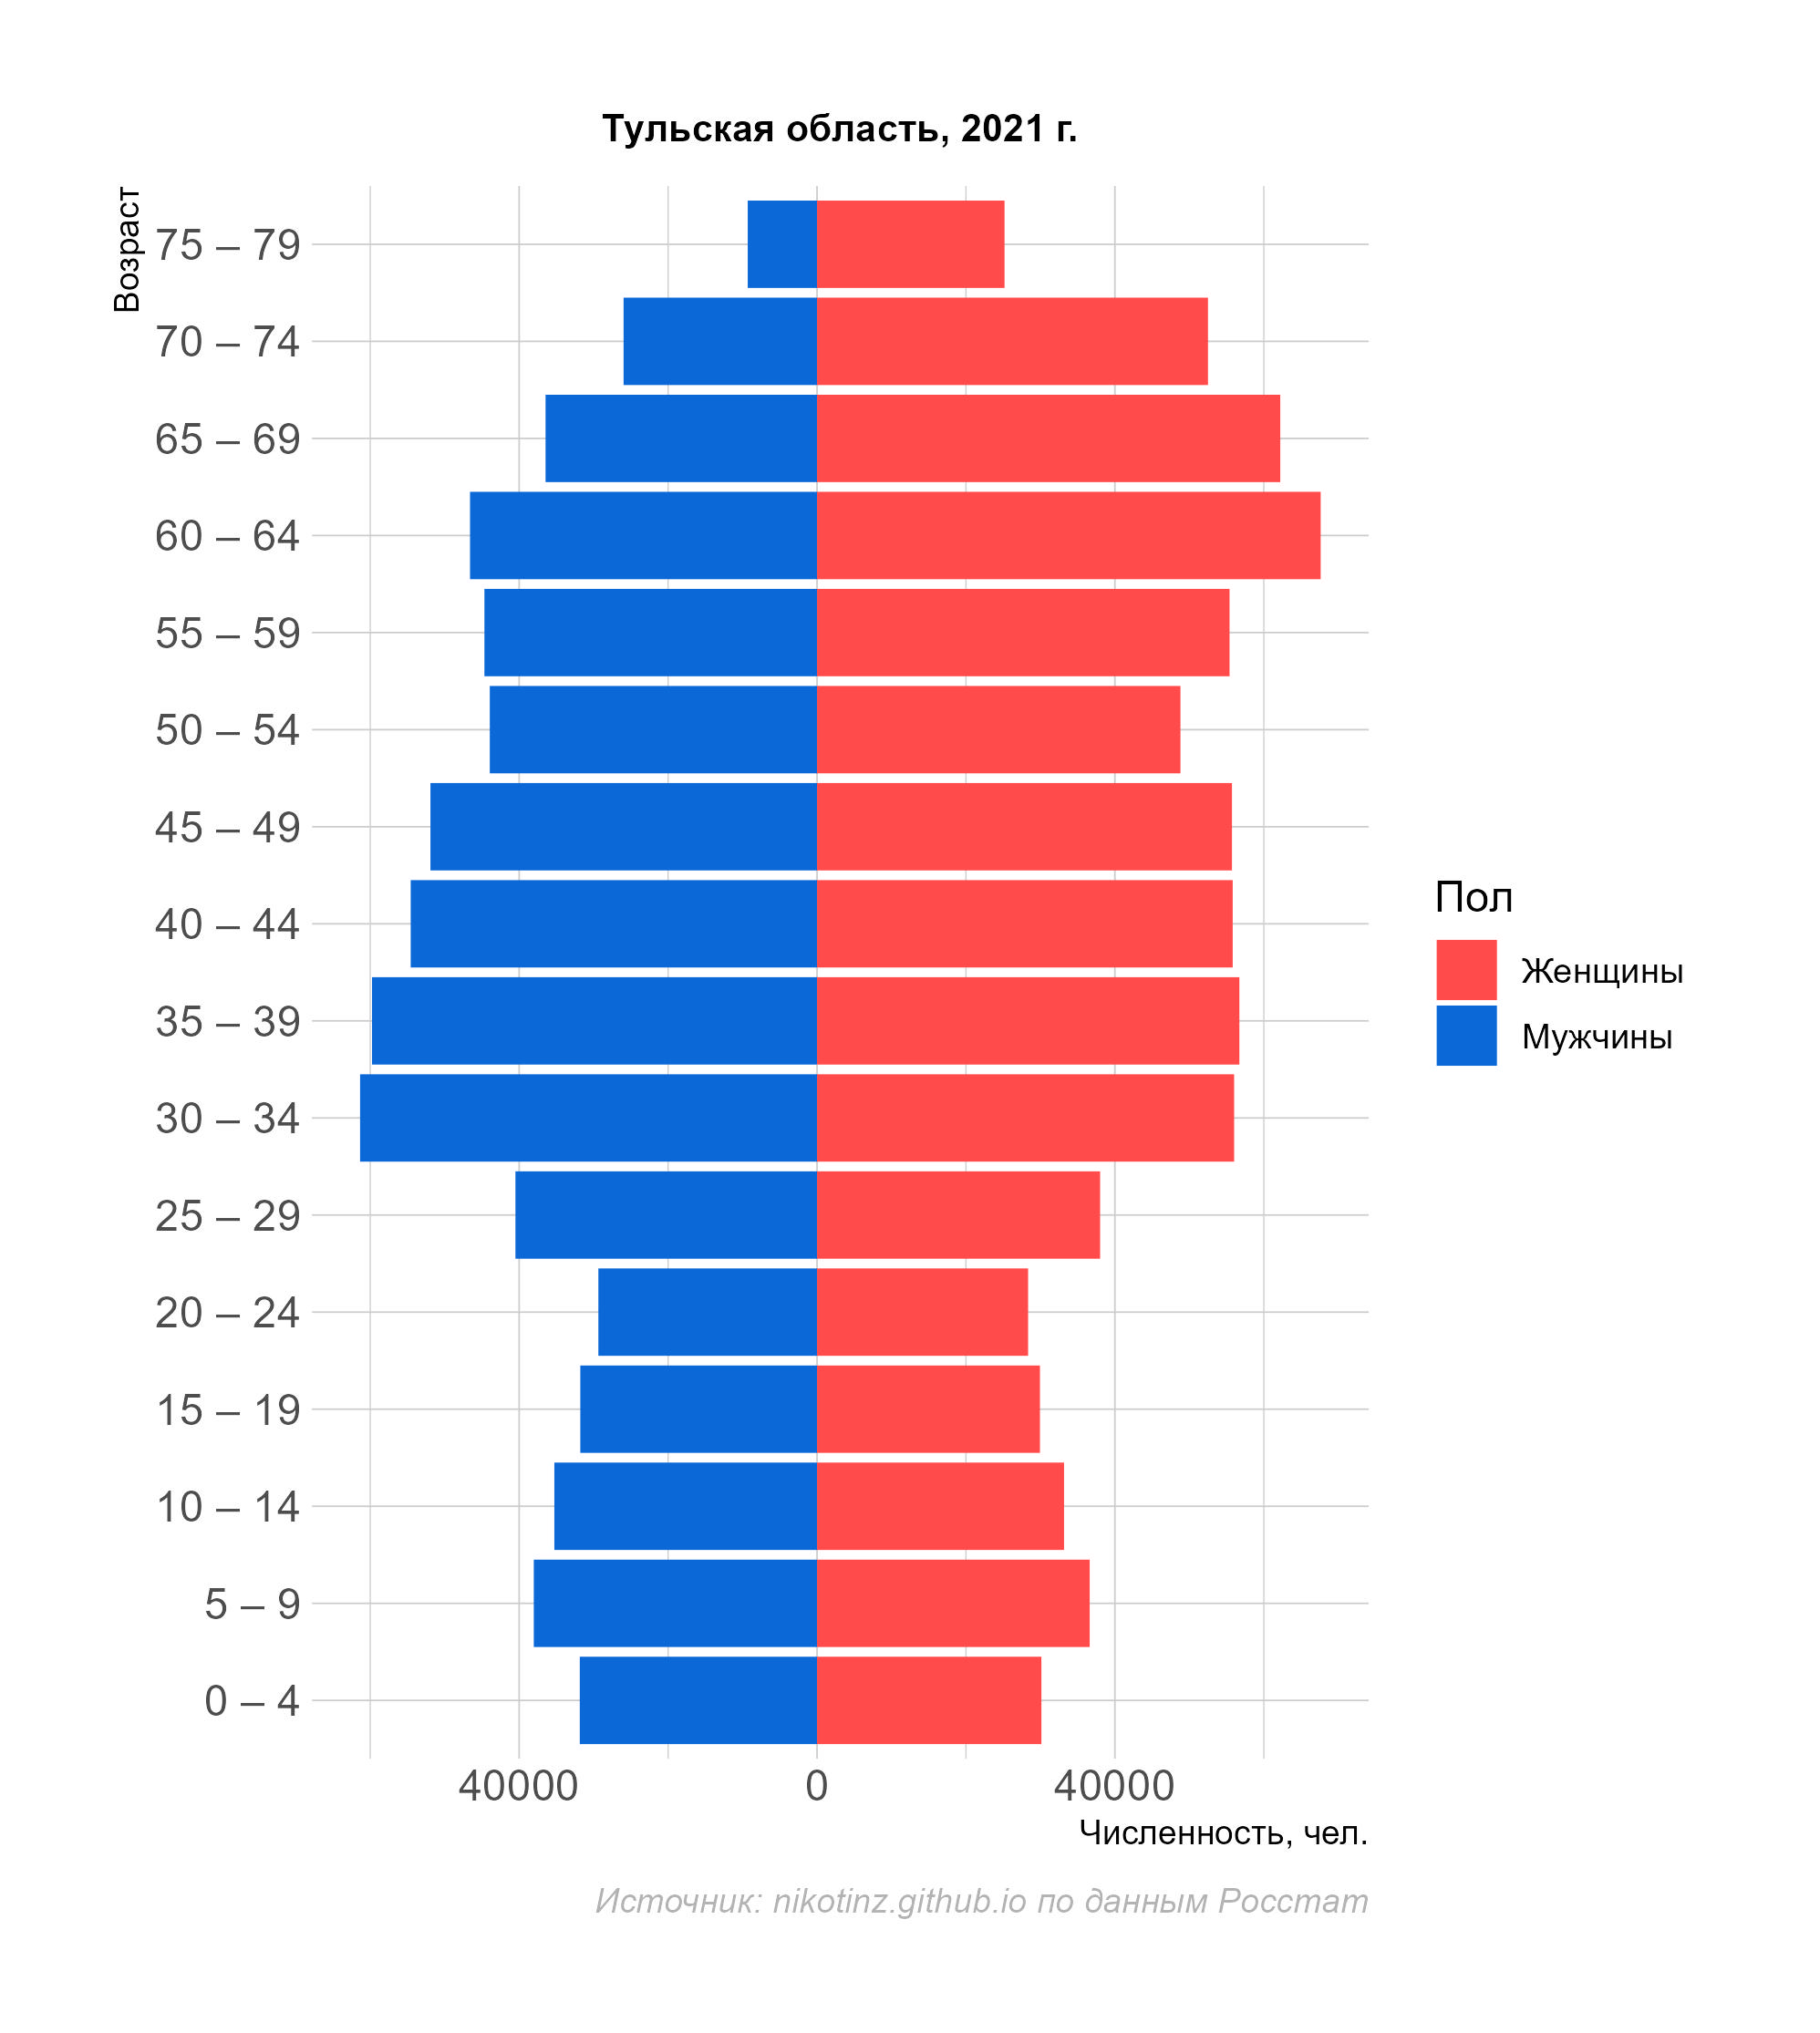 Тульская область, 2021 г.
Возраст
75 – 79
70 – 74
65 – 69
60 – 64
55 – 59
50 – 54
45 – 49
40 – 44
35 – 39
30 – 34
25 – 29
20 – 24
15 – 19
10 – 14
5 – 9
0 – 4
40000 0 40000
Численность, чел.
Пол
Женщины
Мужчины
Источник: nikotinz.github.io по данным Росстат